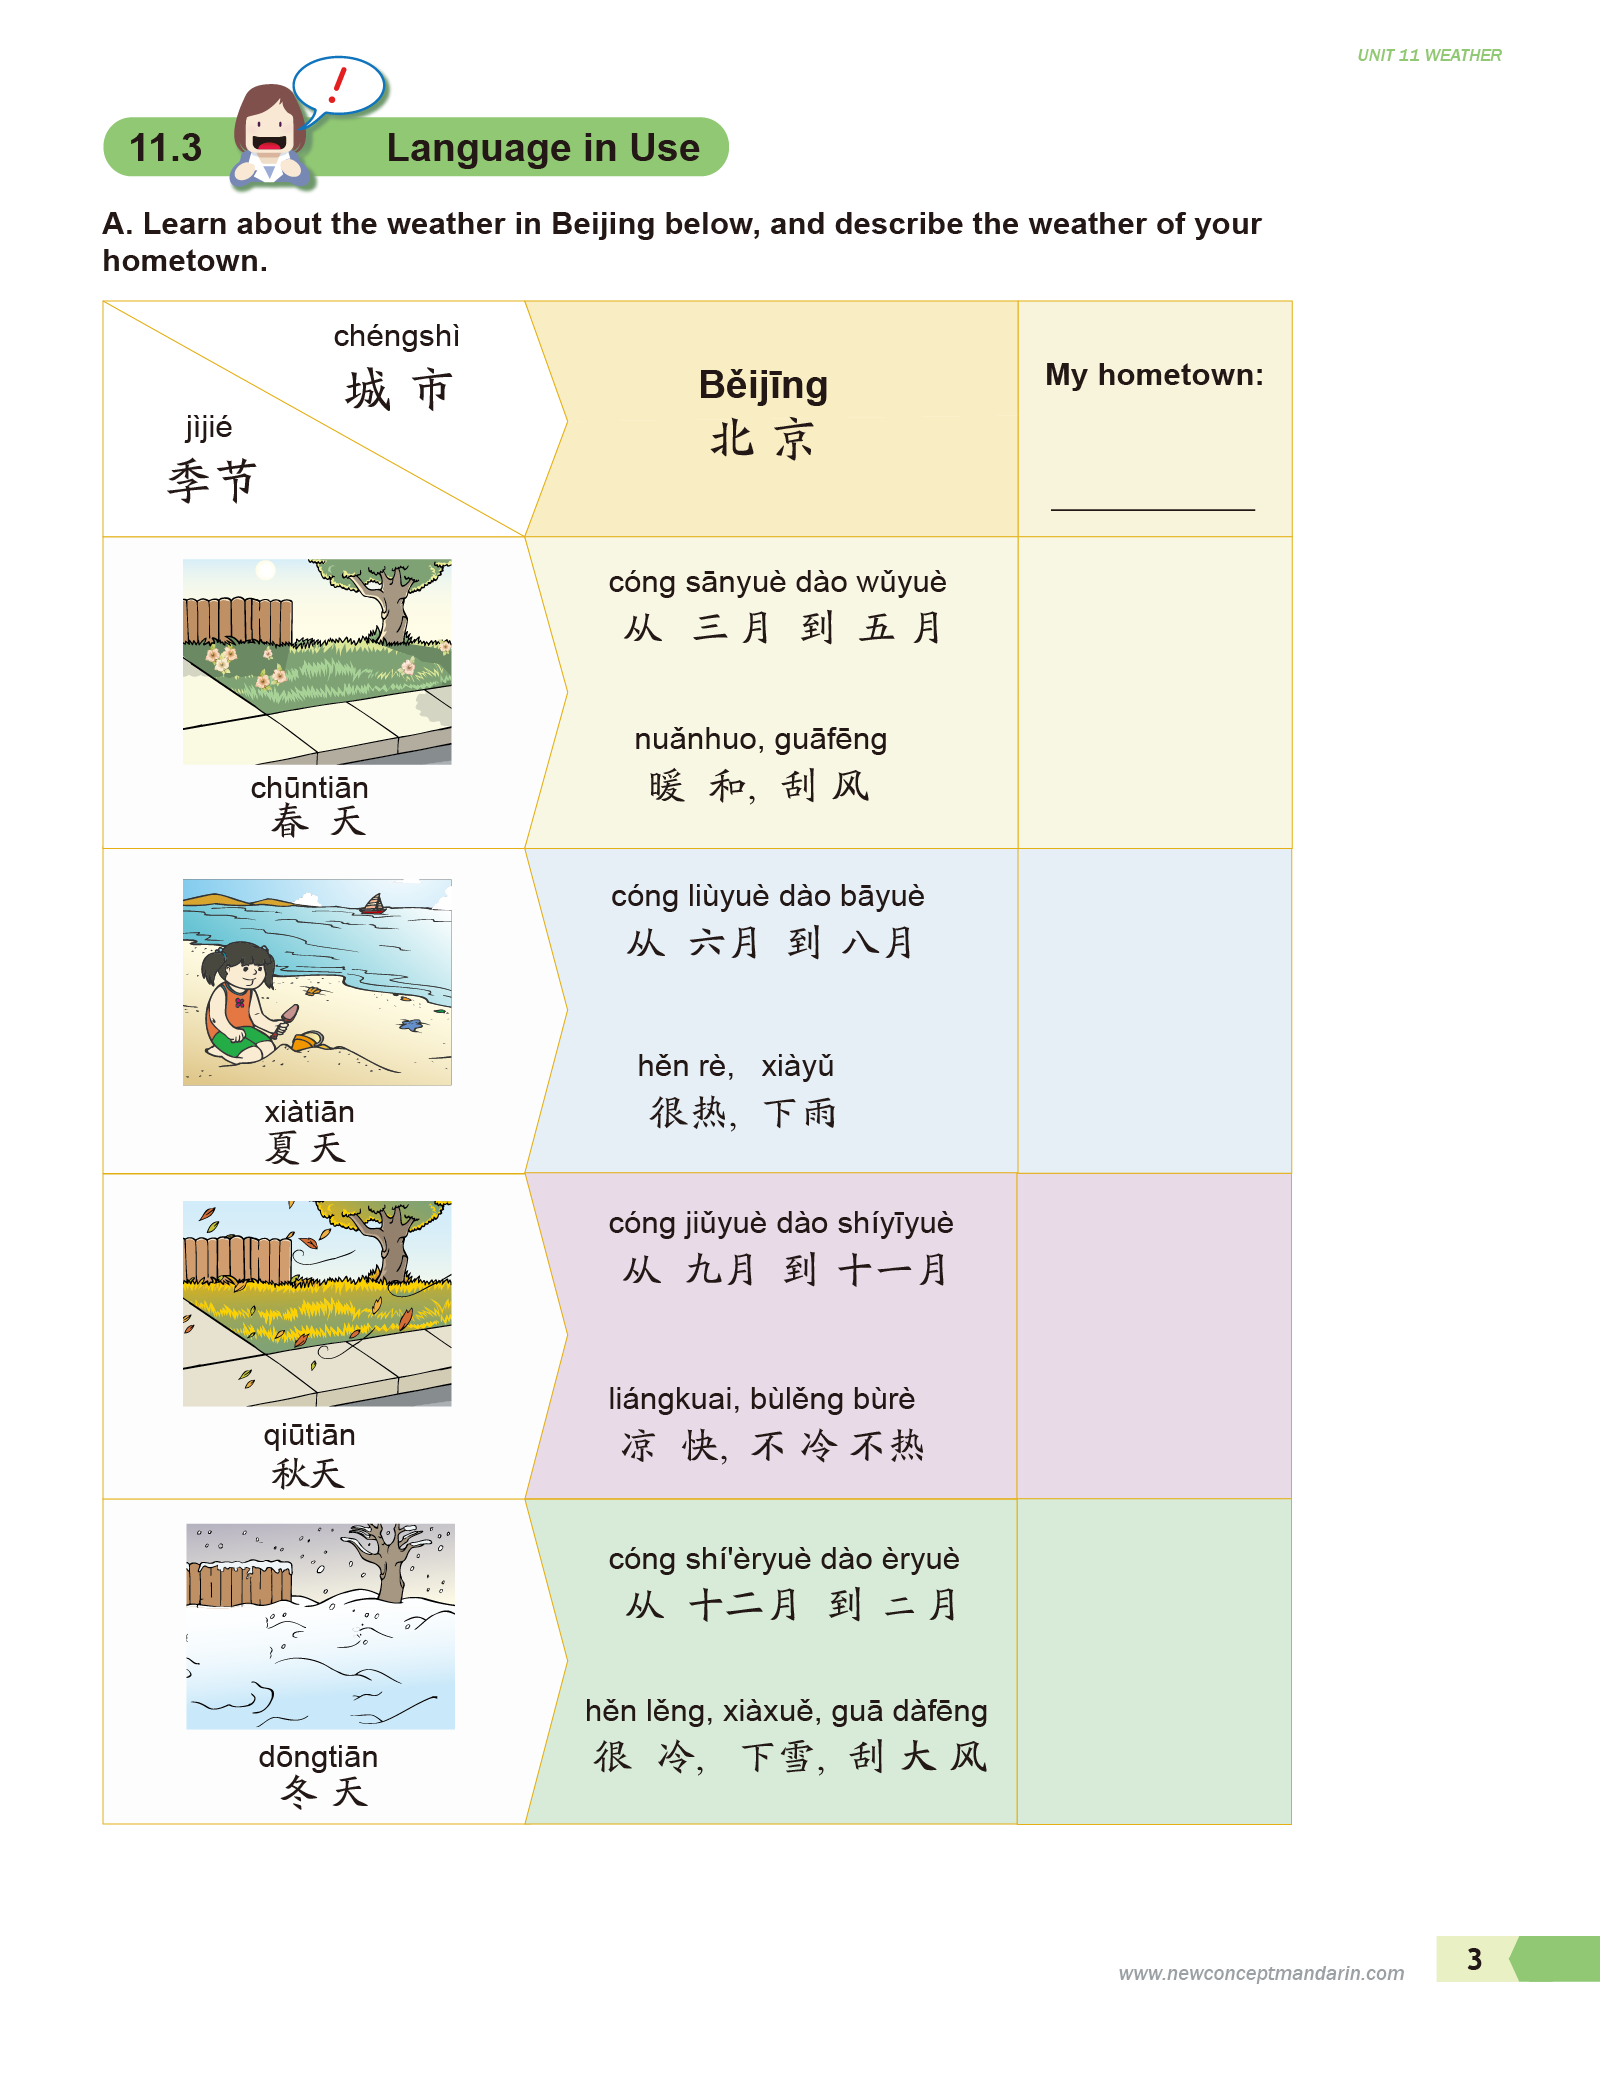 UNIT 11 WEATHER
!
11.3 Language in Use
A. Learn about the weather in Beijing below, and describe the weather of your
hometown.
chéngshì
城 市
jìjié
季节
Běijīng
北 京
My hometown:
chūntiān
春 天
cóng sānyuè dào wǔyuè
从 三 月 到 五 月
nuǎnhuo, guāfēng
暖 和, 刮 风
xiàtiān
夏 天
cóng liùyuè dào bāyuè
从 六月 到 八月
hěn rè, xiàyǔ
很热, 下雨
qiūtiān
秋天
cóng jiǔyuè dào shíyīyuè
从 九月 到 十一月
liángkuai, bùlěng bùrè
凉 快, 不 冷 不热
dōngtiān
冬 天
cóng shí'èryuè dào èryuè
从 十二月 到 二 月
hěn lěng, xiàxuě, guā dàfēng
很 冷, 下雪, 刮 大 风
www.newconceptmandarin.com
3